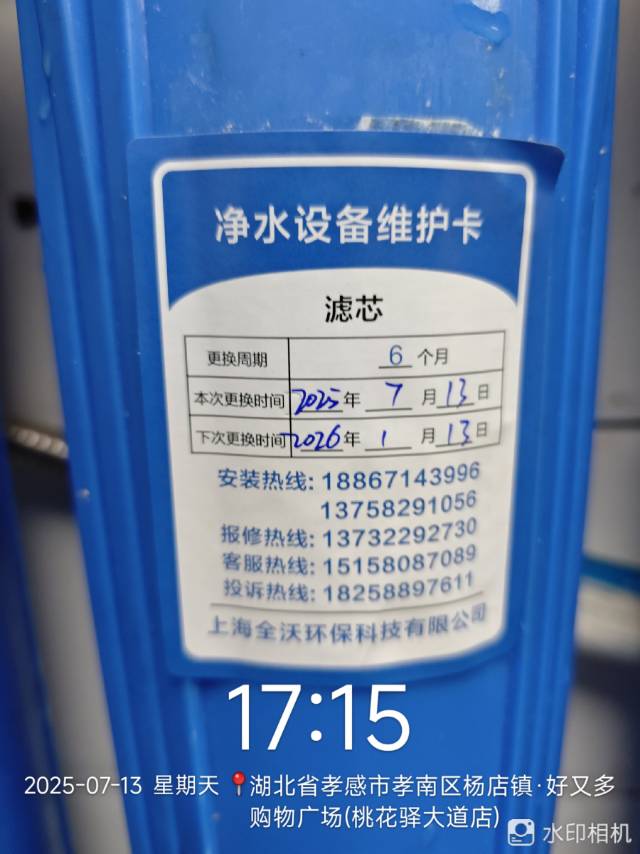 净水设备维护卡
滤芯
更换周期 6 个月
本次更换时间 2025 年 7 月 13 日
下次更换时间 2026 年 1 月 13 日
安装热线: 18867143996
13758291056
报修热线: 13732292730
客服热线: 15158087089
投诉热线: 18258897611
上海全沃环保科技有限公司
17:15
2025-07-13 星期天 湖北省孝感市孝南区杨店镇·好又多
购物广场(桃花驿大道店)
水印相机